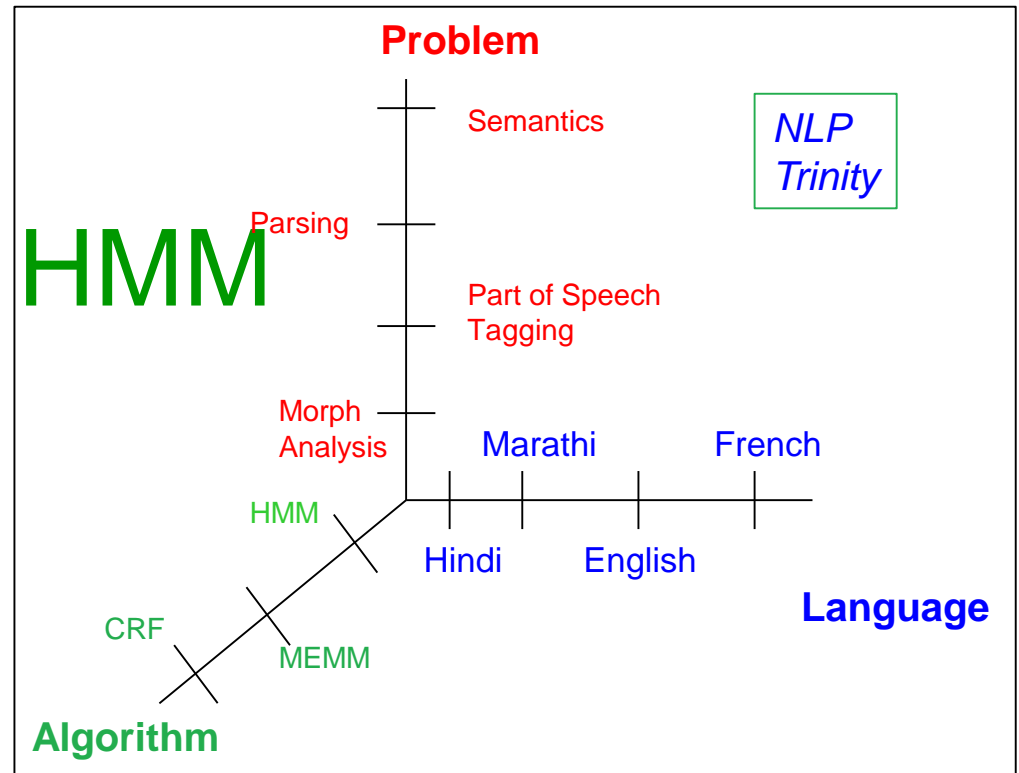 Problem
Semantics
NLP
Trinity
Parsing
HMM
Part of Speech
Tagging
Morph
Analysis
Marathi
French
HMM
Hindi
English
Language
CRF
MEMM
Algorithm